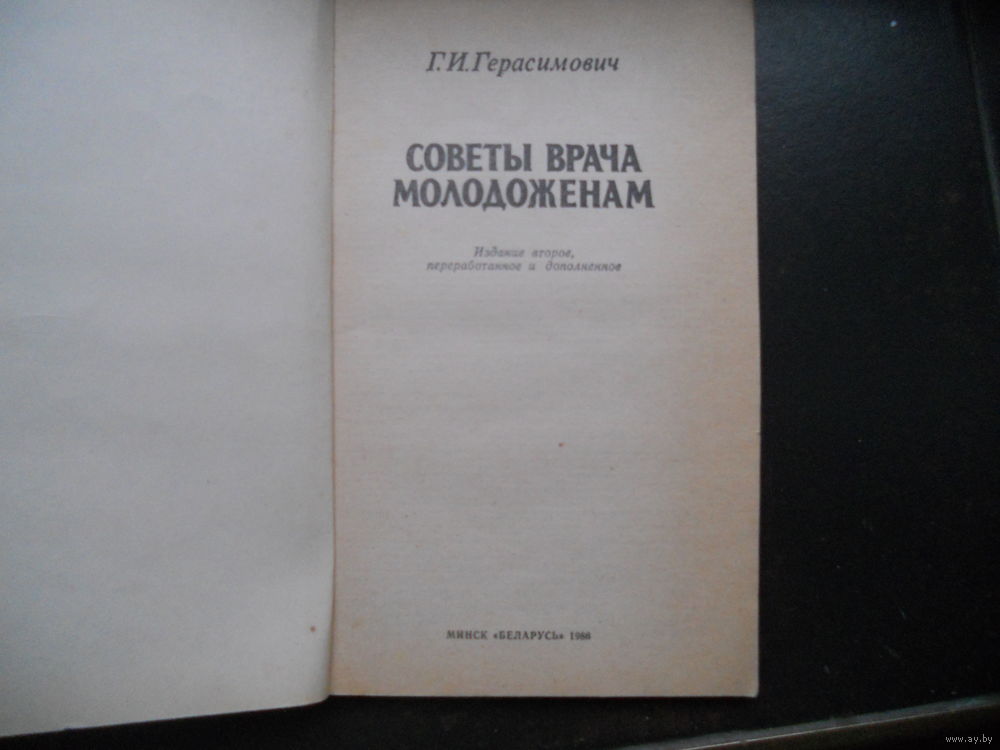 Г.И.Герасимович
СОВЕТЫ ВРАЧА
МОЛОДОЖЕНАМ
Издание второе,
переработанное и дополненное
МИНСК «БЕЛАРУСЬ» 1986
www.ay.by